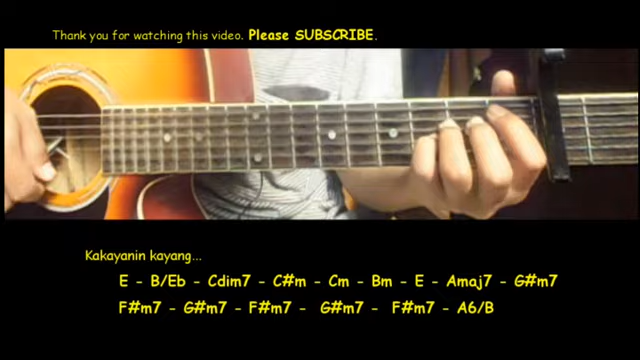 Thank you for watching this video. Please SUBSCRIBE.
Kakayanin kayang...
E - B/Eb - Cdim7 - C#m - Cm - Bm - E - Amaj7 - G#m7
F#m7 - G#m7 - F#m7 - G#m7 - F#m7 - A6/B